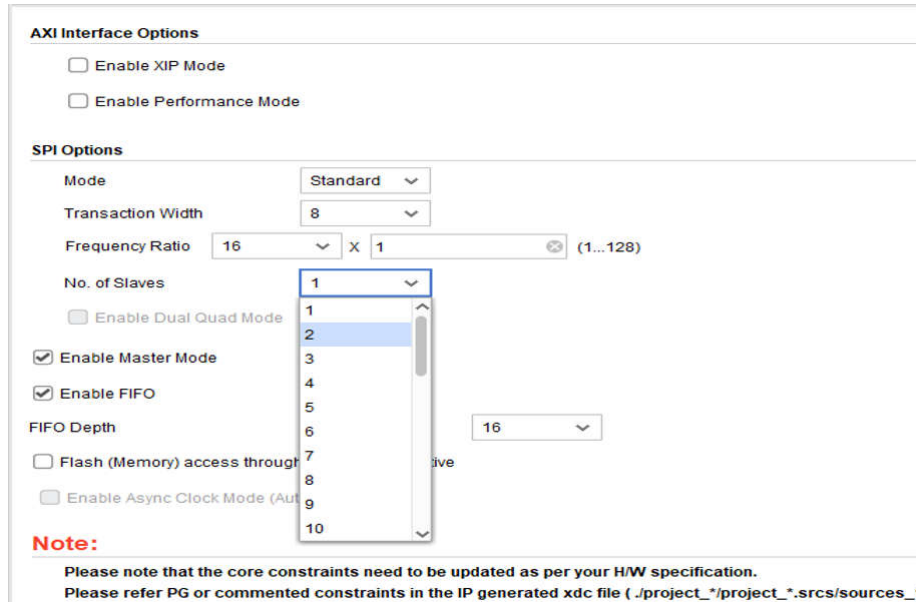 AXI Interface Options
Enable XIP Mode
Enable Performance Mode
SPI Options
Mode Standard
Transaction Width 8
Frequency Ratio 16 X 1 (1...128)
No. of Slaves 1
1
Enable Dual Quad Mode
2
Enable Master Mode 3
4
Enable FIFO
5
FIFO Depth 16
6
Flash (Memory) access through 7 tive
8
Enable Async Clock Mode (Aut
9
10
Note:
Please note that the core constraints need to be updated as per your H/W specification.
Please refer PG or commented constraints in the IP generated xdc file ( ./project_*/project_*.srcs/sources_